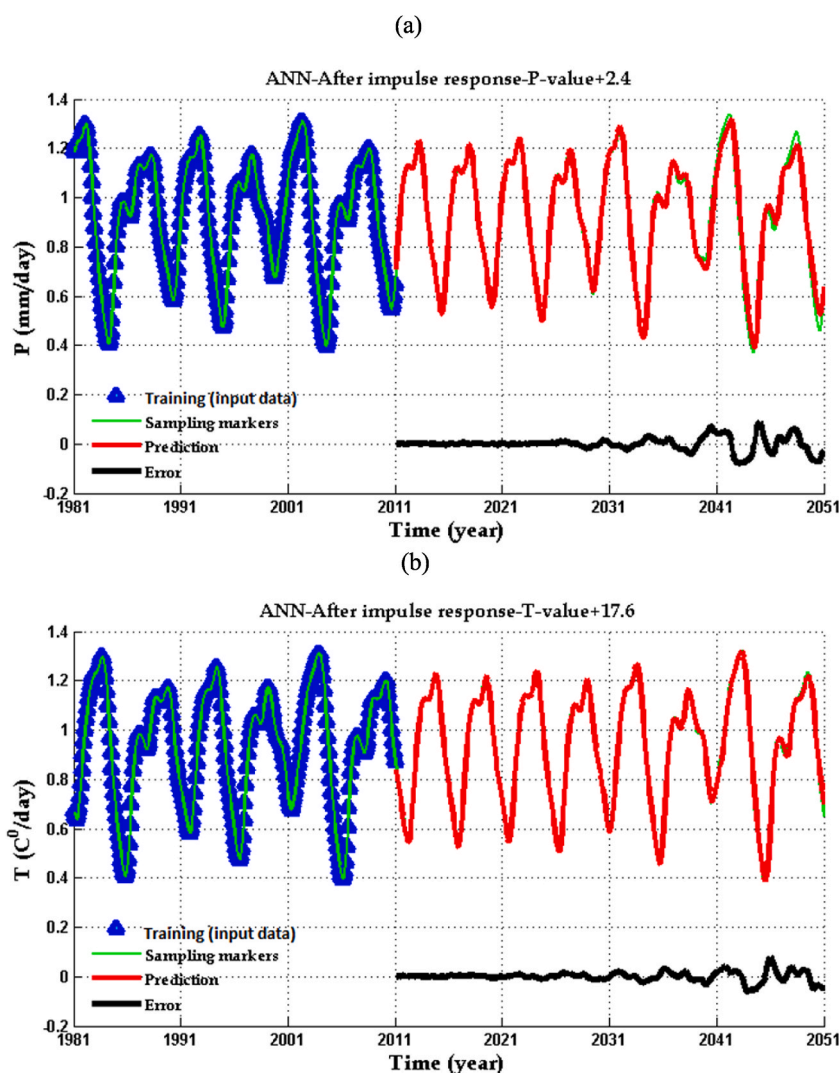 (a)
ANN-After impulse response-P-value+2.4
1.4
1.2
1
0.8
0.6
0.4
0.2
0
-0.2
P (mm/day)
Training (input data)
Sampling markers
Prediction
Error
1981 1991 2001 2011 2021 2031 2041 2051
Time (year)
(b)
ANN-After impulse response-T-value+17.6
1.4
1.2
1
0.8
0.6
0.4
0.2
0
-0.2
T (C⁰/day)
Training (input data)
Sampling markers
Prediction
Error
1981 1991 2001 2011 2021 2031 2041 2051
Time (year)